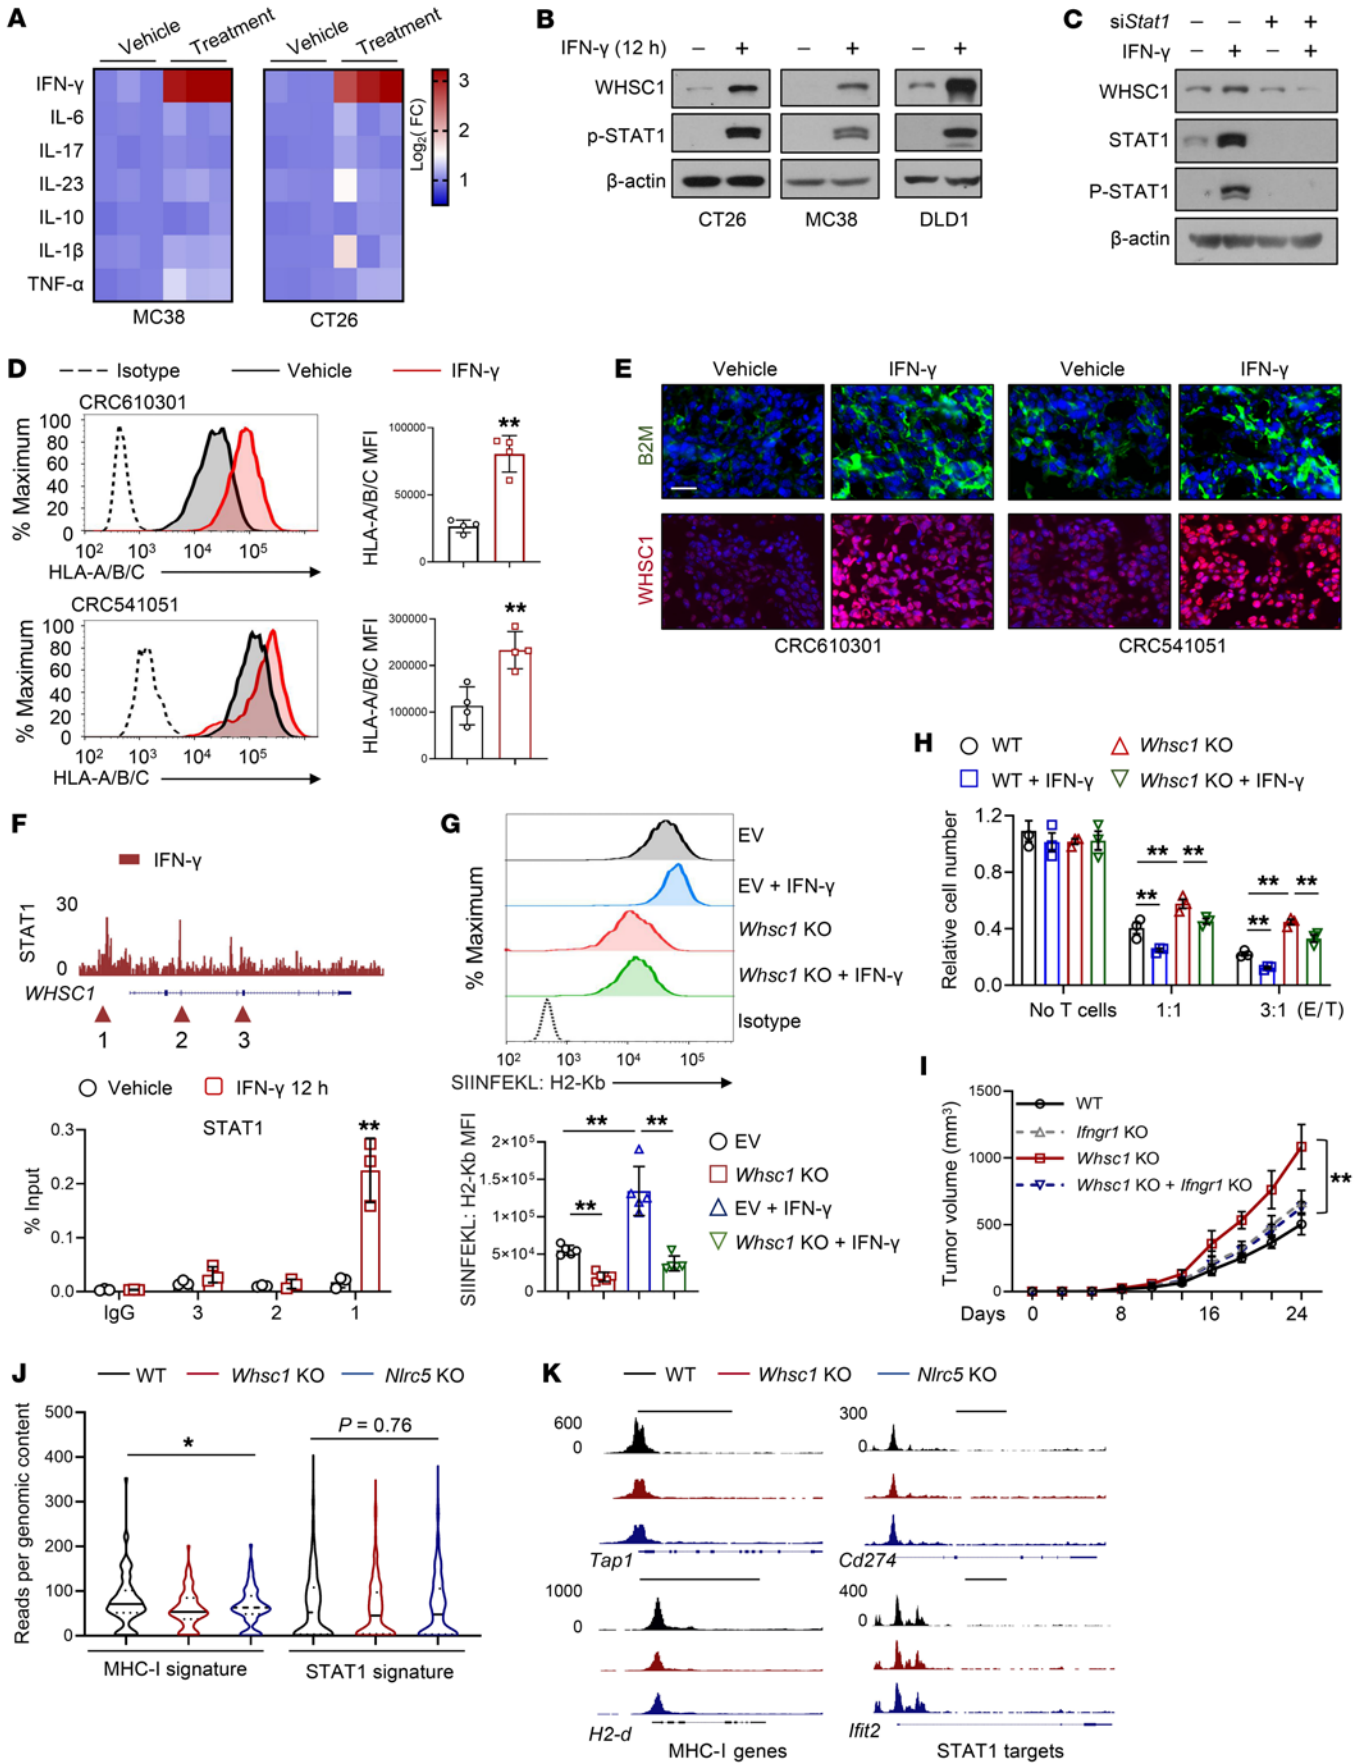 A
Vehicle Treatment Vehicle Treatment
IFN-γ
IL-6
IL-17
IL-23
IL-10
IL-1β
TNF-α
MC38 CT26
3
2
1
Log2( FC)
B
IFN-γ (12 h) – + – + – +
WHSC1
p-STAT1
β-actin
CT26 MC38 DLD1
C
siStat1 – – + +
IFN-γ – + – +
WHSC1
STAT1
P-STAT1
β-actin
D
Isotype Vehicle IFN-γ
CRC610301
% Maximum
100
80
60
40
20
0
10² 10³ 10⁴ 10⁵
HLA-A/B/C
HLA-A/B/C MFI
100000
50000
0
**
CRC541051
% Maximum
100
80
60
40
20
0
10² 10³ 10⁴ 10⁵
HLA-A/B/C
HLA-A/B/C MFI
300000
200000
100000
0
**
E
Vehicle IFN-γ Vehicle IFN-γ
B2M
WHSC1
CRC610301 CRC541051
F
IFN-γ
STAT1
30
0
WHSC1
1 2 3
Vehicle IFN-γ 12 h
STAT1
**
% Input
0.3
0.2
0.1
0.0
IgG 3 2 1
G
% Maximum
EV
EV + IFN-γ
Whsc1 KO
Whsc1 KO + IFN-γ
Isotype
10² 10³ 10⁴ 10⁵
SIINFEKL: H2-Kb
SIINFEKL: H2-Kb MFI
2×10⁵
1.5×10⁵
1×10⁵
5×10⁴
0
** **
**
EV
Whsc1 KO
EV + IFN-γ
Whsc1 KO + IFN-γ
H
WT Whsc1 KO
WT + IFN-γ Whsc1 KO + IFN-γ
Relative cell number
1.2
0.8
0.4
0.0
** **
**
** **
**
No T cells 1:1 3:1 (E/T)
I
Tumor volume (mm³)
1500
1000
500
0
WT
Ifngr1 KO
Whsc1 KO
Whsc1 KO + Ifngr1 KO
**
Days 0 8 16 24
J
WT Whsc1 KO Nlrc5 KO
Reads per genomic content
500
400
300
200
100
0
*
P = 0.76
MHC-I signature STAT1 signature
K
WT Whsc1 KO Nlrc5 KO
600
0
Tap1
300
0
Cd274
1000
0
H2-d
400
0
Ifit2
MHC-I genes STAT1 targets